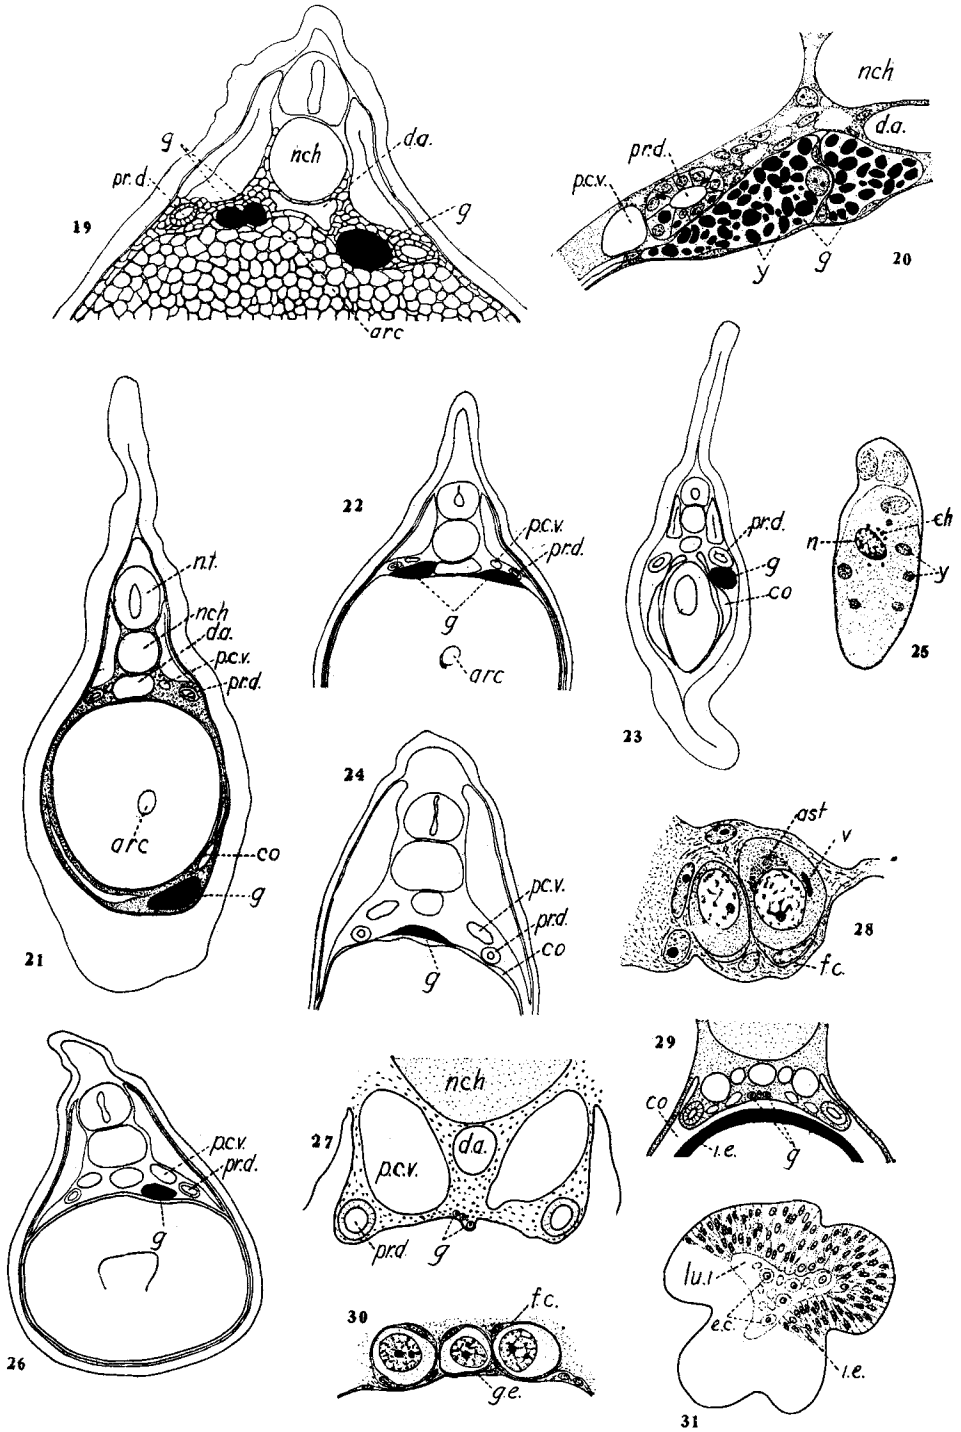 g
pr.d.
nch
d.a.
g
19
arc
nch
d.a.
pr.d.
p.c.v.
y
g
20
n.t.
nch
d.a.
p.c.v.
pr.d.
arc
co
g
21
22
p.c.v.
pr.d.
g
arc
pr.d.
g
co
23
n
ch
y
25
24
p.c.v.
pr.d.
co
g
ast
v
28
f.c.
p.c.v.
pr.d.
g
26
nch
27
d.a.
p.c.v.
pr.d.
g
29
co
i.e.
g
30
f.c.
g.e.
lu.i
e.c.
i.e.
31